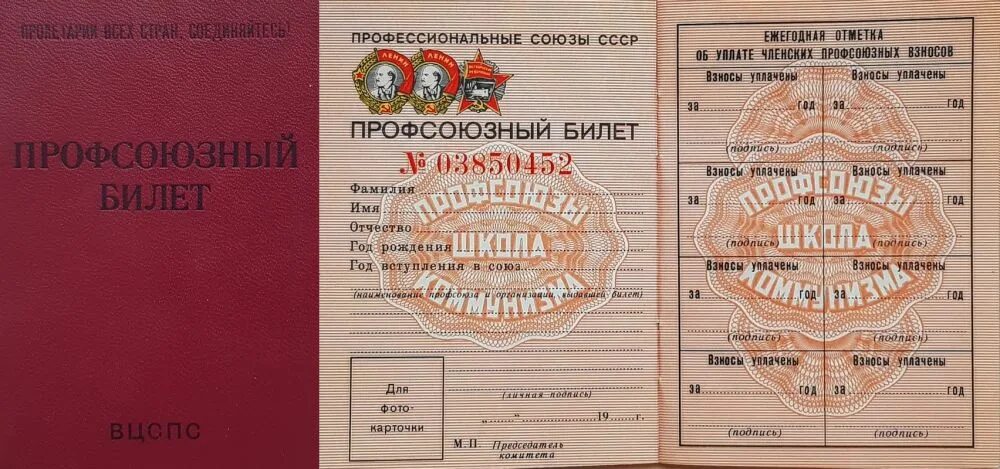 ПРОЛЕТАРИИ ВСЕХ СТРАН, СОЕДИНЯЙТЕСЬ!
ПРОФСОЮЗНЫЙ
БИЛЕТ
ВЦСПС
ПРОФЕССИОНАЛЬНЫЕ СОЮЗЫ СССР
ЛЕНИН
ЛЕНИН
ПРОФСОЮЗНЫЙ БИЛЕТ
№ 03850452
Фамилия
Имя
Отчество
Год рождения
Год вступления в союз
(наименование профсоюза и организации, выдавшей билет)
ПРОФСОЮЗЫ
ШКОЛА
КОММУНИЗМА
(личная подпись)
Для
фото-
карточки
„ “ 19 г.
М.П. Председатель
комитета
ЕЖЕГОДНАЯ ОТМЕТКА
ОБ УПЛАТЕ ЧЛЕНСКИХ ПРОФСОЮЗНЫХ ВЗНОСОВ
Взносы уплачены Взносы уплачены
за год за год
(подпись) (подпись)
Взносы уплачены Взносы уплачены
за год за год
(подпись) (подпись)
Взносы уплачены Взносы уплачены
за год за год
(подпись) (подпись)
Взносы уплачены Взносы уплачены
за год за год
(подпись) (подпись)
ПРОФСОЮЗЫ
ШКОЛА
КОММУНИЗМА